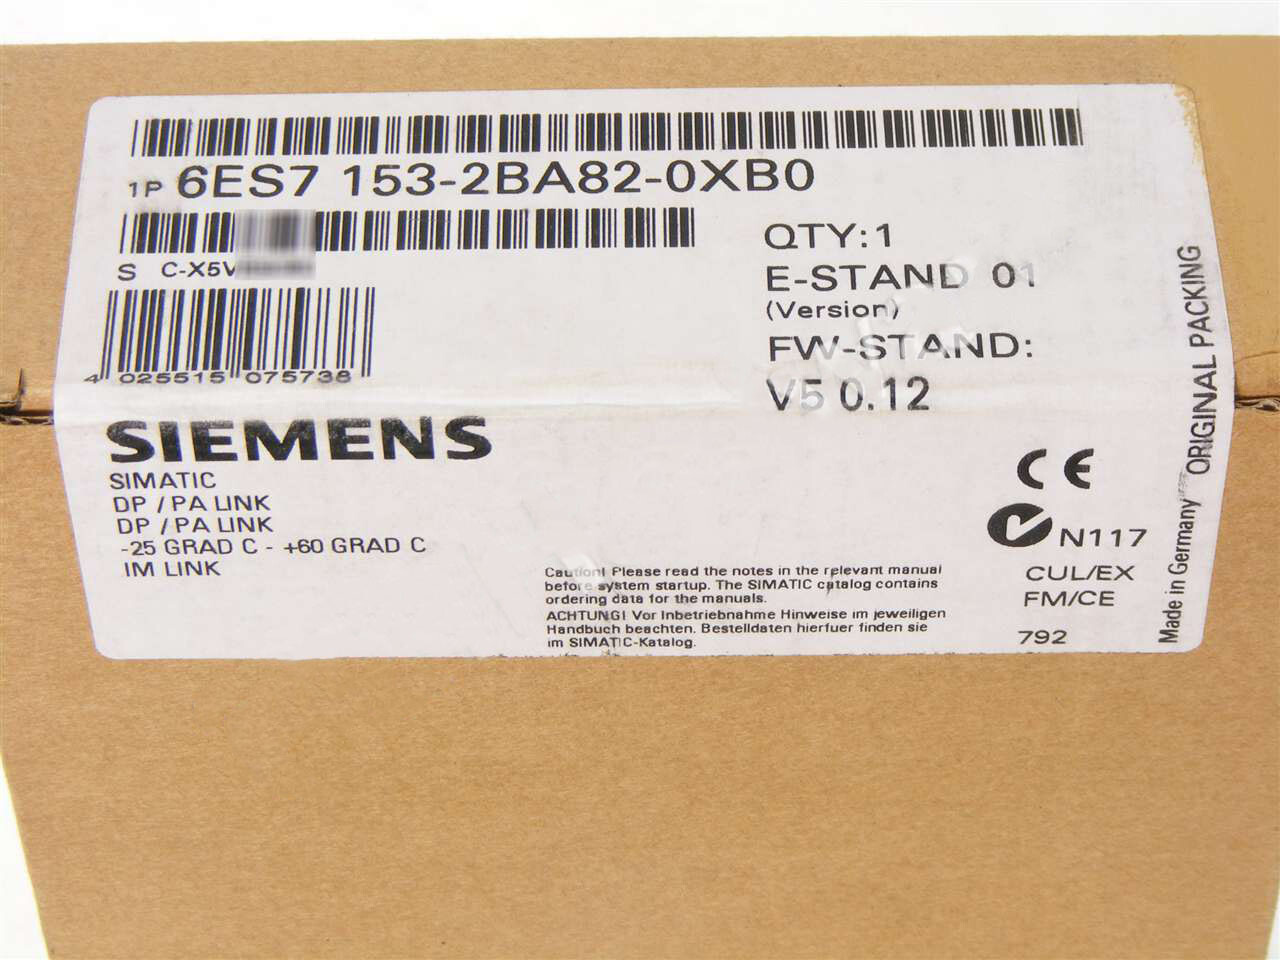 1P 6ES7 153-2BA82-0XB0
S C-X5V
4 025515 075738
QTY:1
E-STAND 01
(Version)
FW-STAND:
V5 0.12
SIEMENS
SIMATIC
DP / PA LINK
DP / PA LINK
-25 GRAD C - +60 GRAD C
IM LINK
Caution! Please read the notes in the relevant manual
before system startup. The SIMATIC catalog contains
ordering data for the manuals.
ACHTUNG! Vor Inbetriebnahme Hinweise im jeweiligen
Handbuch beachten. Bestelldaten hierfuer finden sie
im SIMATIC-Katalog.
CE
N117
CUL/EX
FM/CE
792
Made in Germany ORIGINAL PACKING